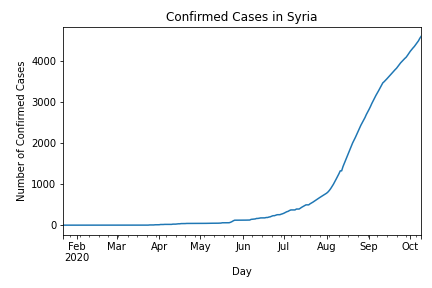 Confirmed Cases in Syria
Number of Confirmed Cases
4000
3000
2000
1000
0
Feb Mar Apr May Jun Jul Aug Sep Oct
2020
Day